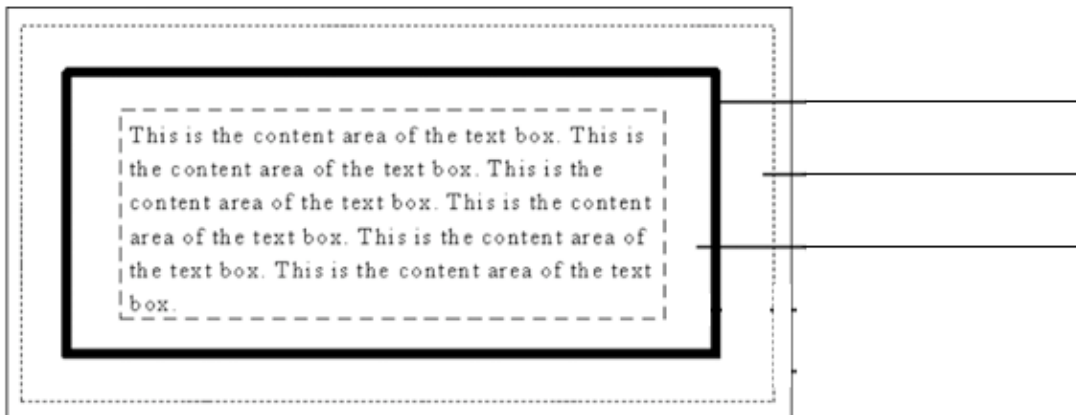 This is the content area of the text box. This is
the content area of the text box. This is the
content area of the text box. This is the content
area of the text box. This is the content area of
the text box. This is the content area of the text
box.